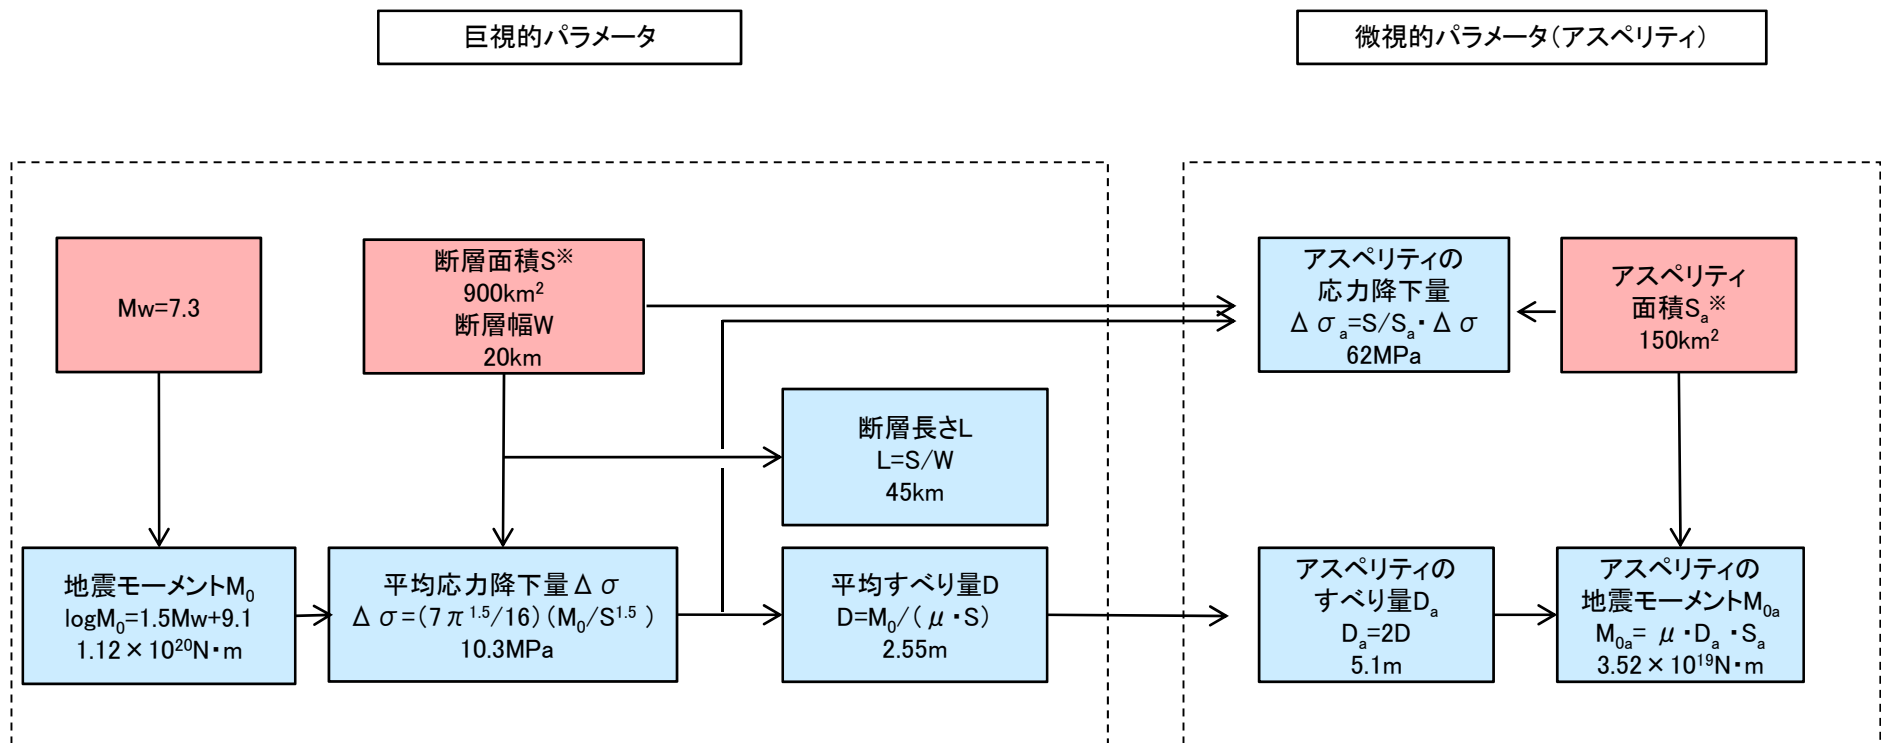 巨視的パラメータ
微視的パラメータ(アスペリティ)
Mw=7.3
断層面積S※
900km²
断層幅W
20km
アスペリティの
応力降下量
Δσₐ=S/Sₐ・Δσ
62MPa
アスペリティ
面積Sₐ※
150km²
断層長さL
L=S/W
45km
地震モーメントM₀
logM₀=1.5Mw+9.1
1.12×10²⁰N・m
平均応力降下量Δσ
Δσ=(7π¹·⁵/16)(M₀/S¹·⁵)
10.3MPa
平均すべり量D
D=M₀/(μ・S)
2.55m
アスペリティの
すべり量Dₐ
Dₐ=2D
5.1m
アスペリティの
地震モーメントM₀ₐ
M₀ₐ=μ・Dₐ・Sₐ
3.52×10¹⁹N・m